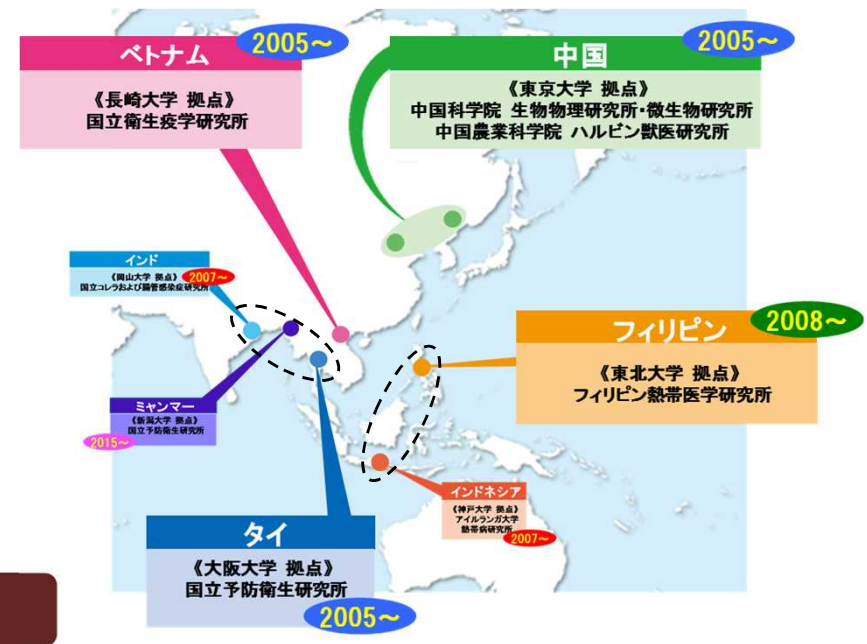 ベトナム
2005～
《長崎大学 拠点》
国立衛生疫学研究所
中国
2005～
《東京大学 拠点》
中国科学院 生物物理研究所・微生物研究所
中国農業科学院 ハルビン獣医研究所
インド
《岡山大学 拠点》
2007～
国立コレラおよび腸管感染症研究所
フィリピン
2008～
《東北大学 拠点》
フィリピン熱帯医学研究所
ミャンマー
《新潟大学 拠点》
国立予防衛生研究所
2015～
インドネシア
《神戸大学 拠点》
アイルランガ大学
熱帯病研究所
2007～
タイ
《大阪大学 拠点》
国立予防衛生研究所
2005～